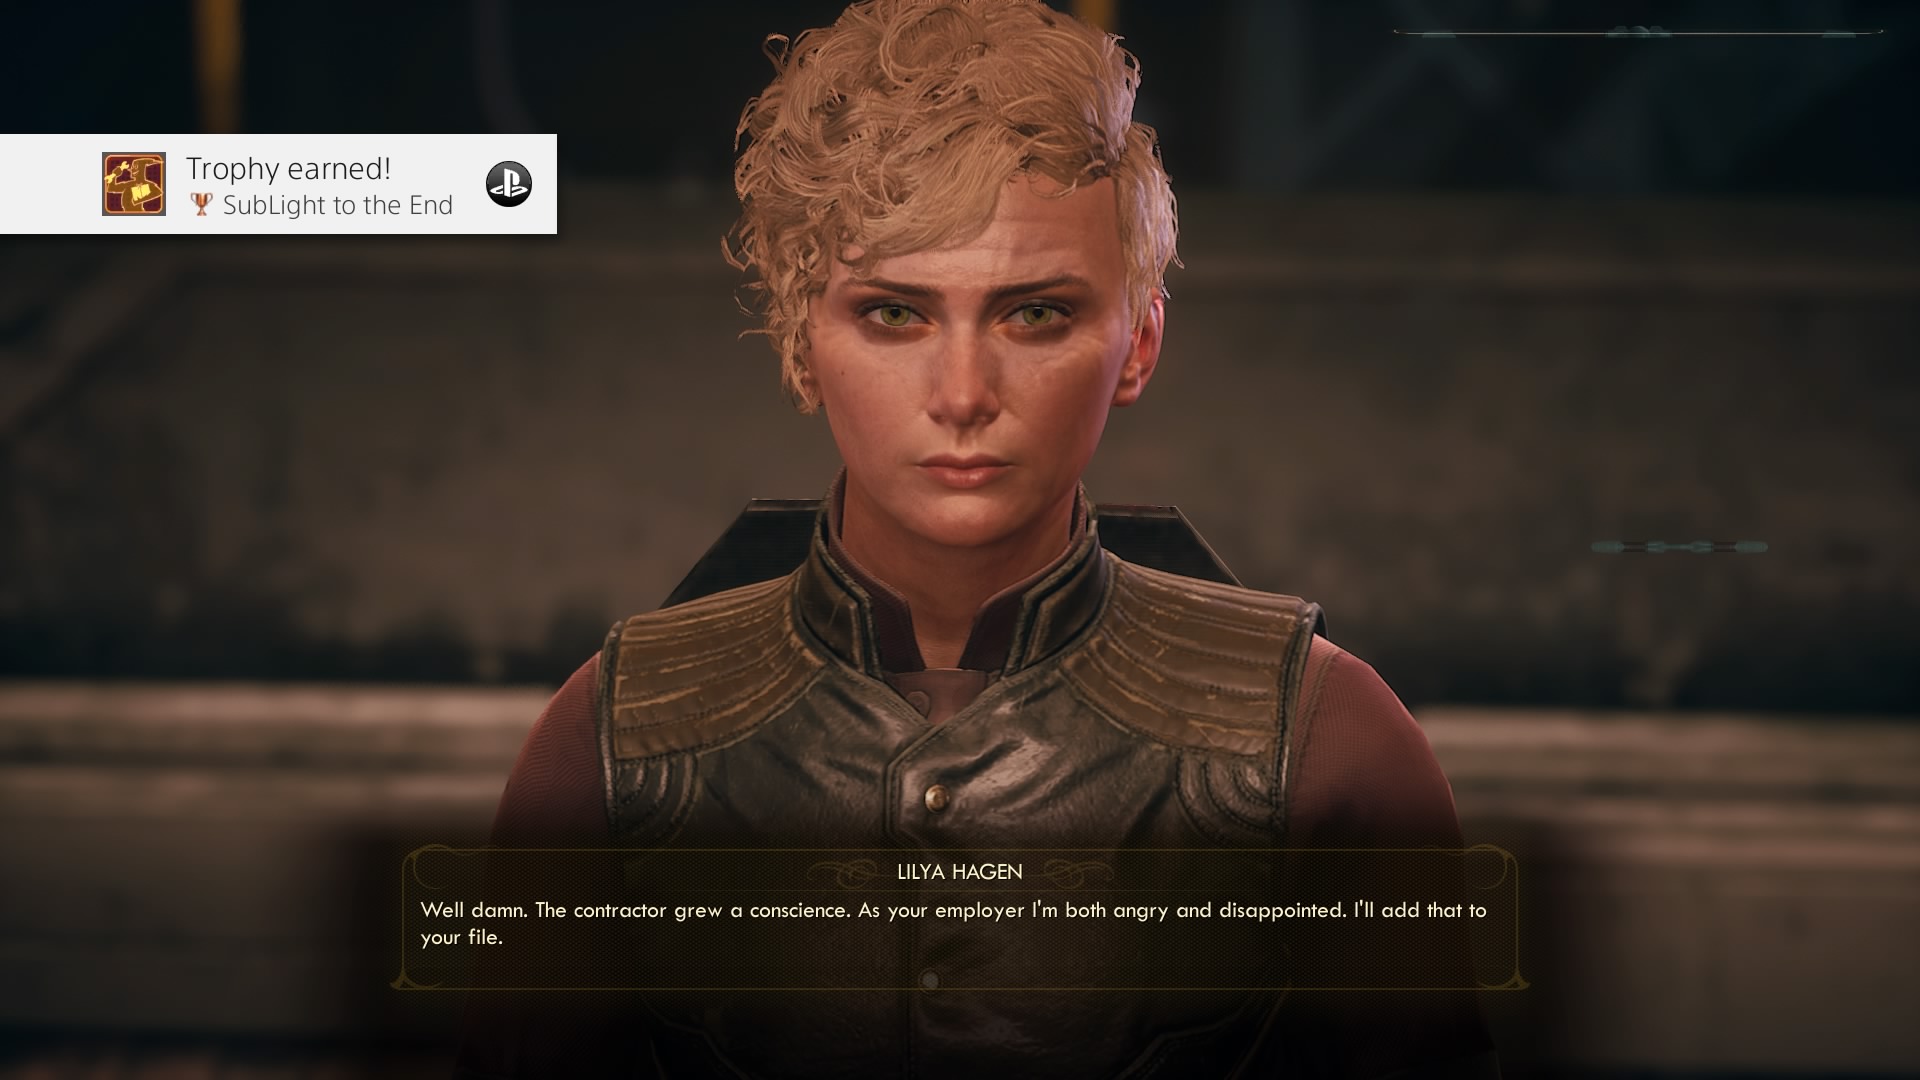 Trophy earned!
SubLight to the End
LILYA HAGEN
Well damn. The contractor grew a conscience. As your employer I'm both angry and disappointed. I'll add that to
your file.